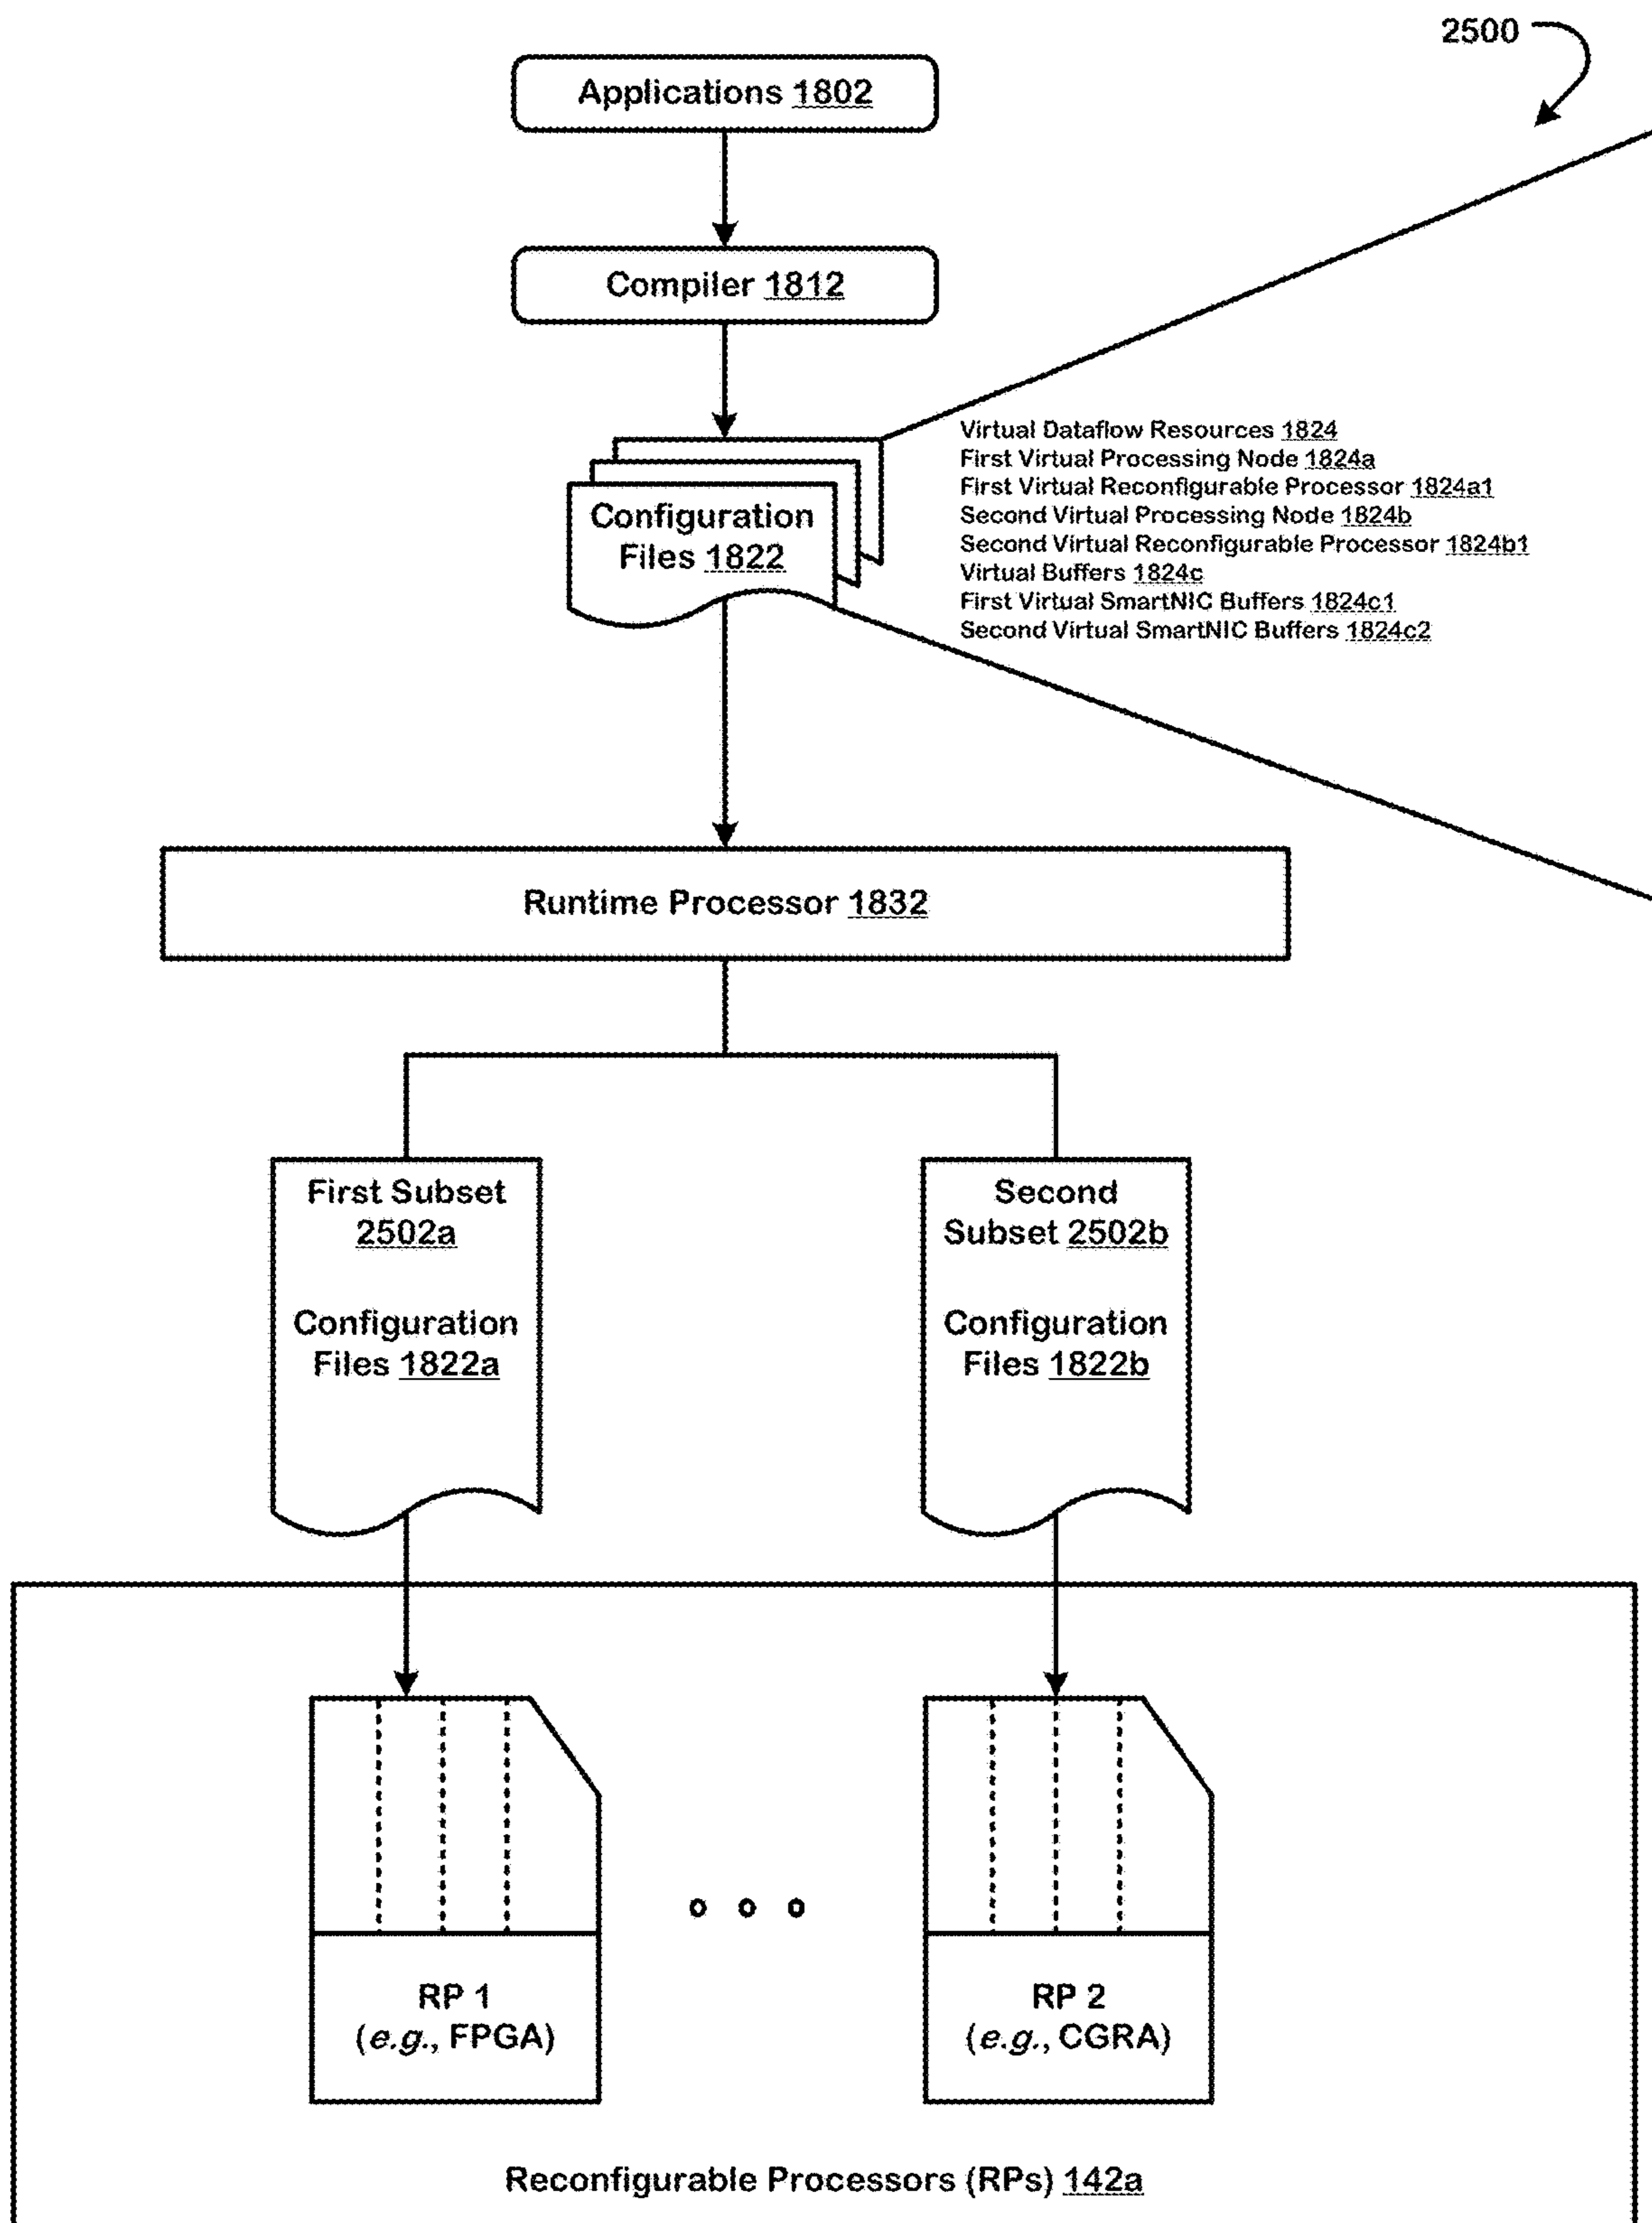 2500
Applications 1802
Compiler 1812
Configuration
Files 1822
Virtual Dataflow Resources 1824
First Virtual Processing Node 1824a
First Virtual Reconfigurable Processor 1824a1
Second Virtual Processing Node 1824b
Second Virtual Reconfigurable Processor 1824b1
Virtual Buffers 1824c
First Virtual SmartNIC Buffers 1824c1
Second Virtual SmartNIC Buffers 1824c2
Runtime Processor 1832
First Subset
2502a
Configuration
Files 1822a
Second
Subset 2502b
Configuration
Files 1822b
RP 1
(e.g., FPGA)
RP 2
(e.g., CGRA)
Reconfigurable Processors (RPs) 142a